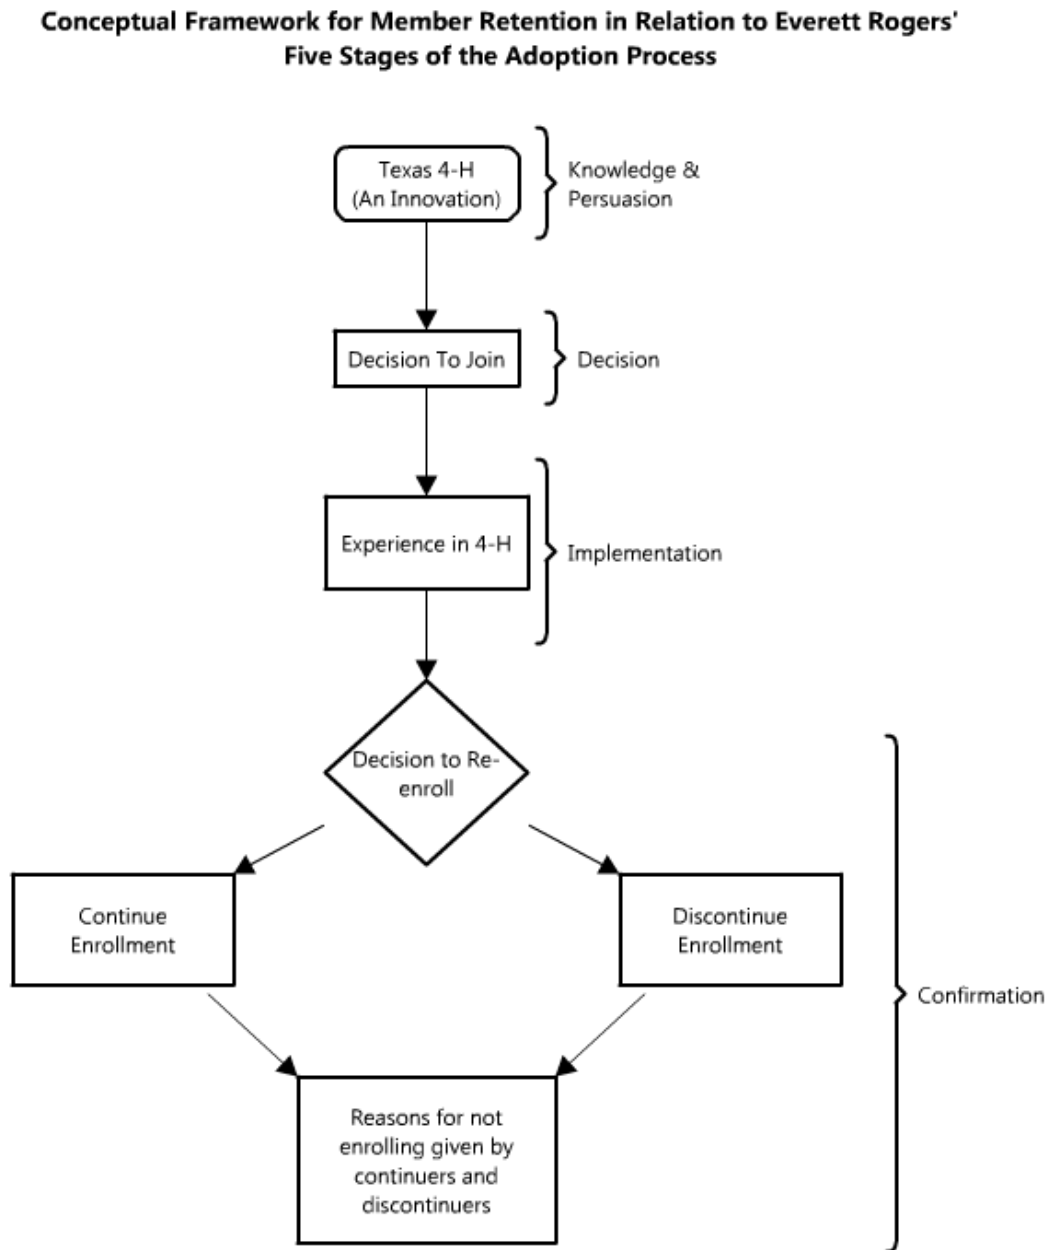 Conceptual Framework for Member Retention in Relation to Everett Rogers'
Five Stages of the Adoption Process
Texas 4-H
(An Innovation)
Knowledge &
Persuasion
Decision To Join
Decision
Experience in 4-H
Implementation
Decision to Re-
enroll
Continue
Enrollment
Discontinue
Enrollment
Confirmation
Reasons for not
enrolling given by
continuers and
discontinuers